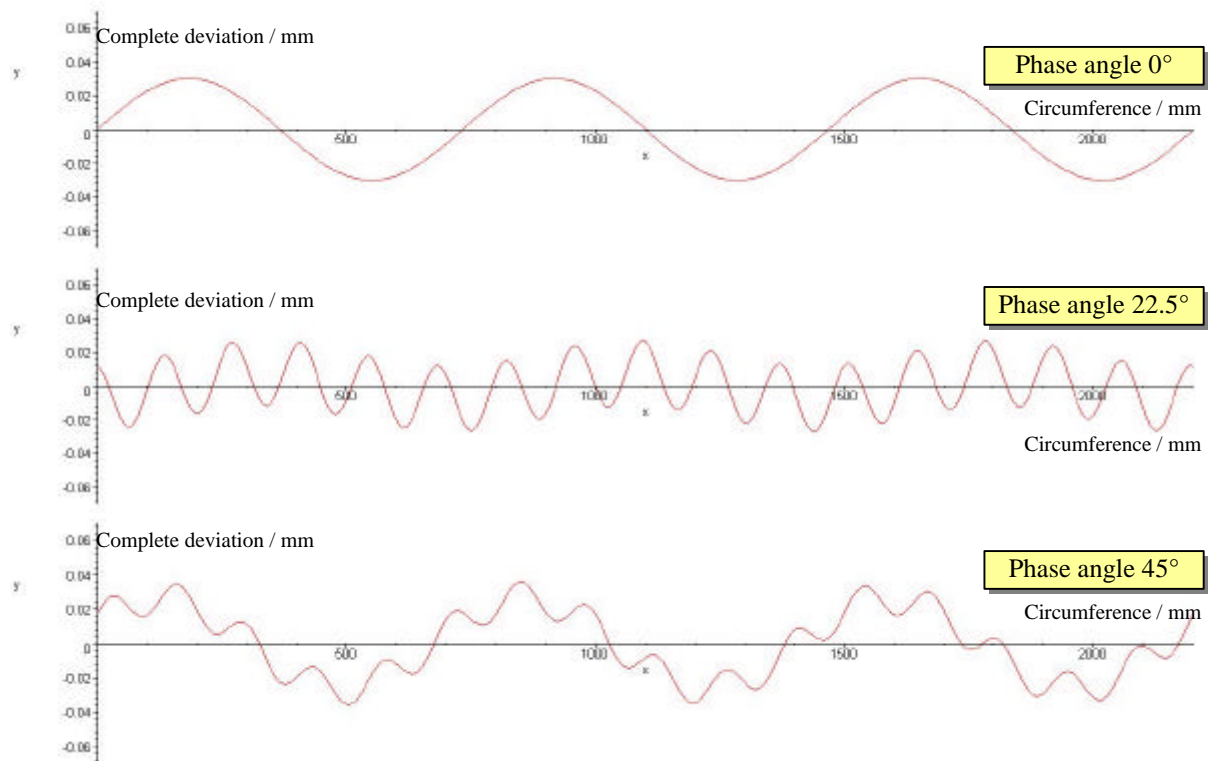 0.06
Complete deviation / mm
y
0.04
Phase angle 0°
0.02
Circumference / mm
0
500
1000
1500
2000
x
-0.02
-0.04
-0.06
0.06
Complete deviation / mm
Phase angle 22.5°
y
0.04
0.02
0
500
1000
1500
2000
x
-0.02
Circumference / mm
-0.04
-0.06
0.06
Complete deviation / mm
Phase angle 45°
y
0.04
Circumference / mm
0.02
0
500
1000
1500
2000
x
-0.02
-0.04
-0.06